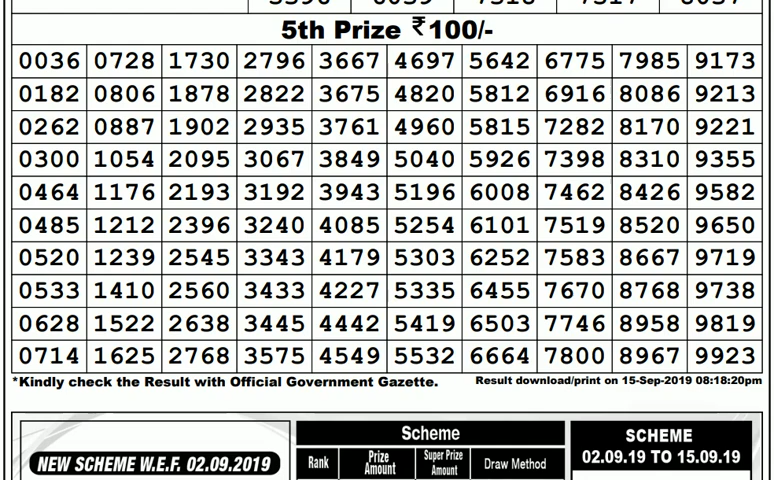 5th Prize ₹100/-
0036 0728 1730 2796 3667 4697 5642 6775 7985 9173
0182 0806 1878 2822 3675 4820 5812 6916 8086 9213
0262 0887 1902 2935 3761 4960 5815 7282 8170 9221
0300 1054 2095 3067 3849 5040 5926 7398 8310 9355
0464 1176 2193 3192 3943 5196 6008 7462 8426 9582
0485 1212 2396 3240 4085 5254 6101 7519 8520 9650
0520 1239 2545 3343 4179 5303 6252 7583 8667 9719
0533 1410 2560 3433 4227 5335 6455 7670 8768 9738
0628 1522 2638 3445 4442 5419 6503 7746 8958 9819
0714 1625 2768 3575 4549 5532 6664 7800 8967 9923
*Kindly check the Result with Official Government Gazette. Result download/print on 15-Sep-2019 08:18:20pm
NEW SCHEME W.E.F. 02.09.2019
Scheme
Rank Prize Amount Super Prize Amount Draw Method
SCHEME
02.09.19 TO 15.09.19